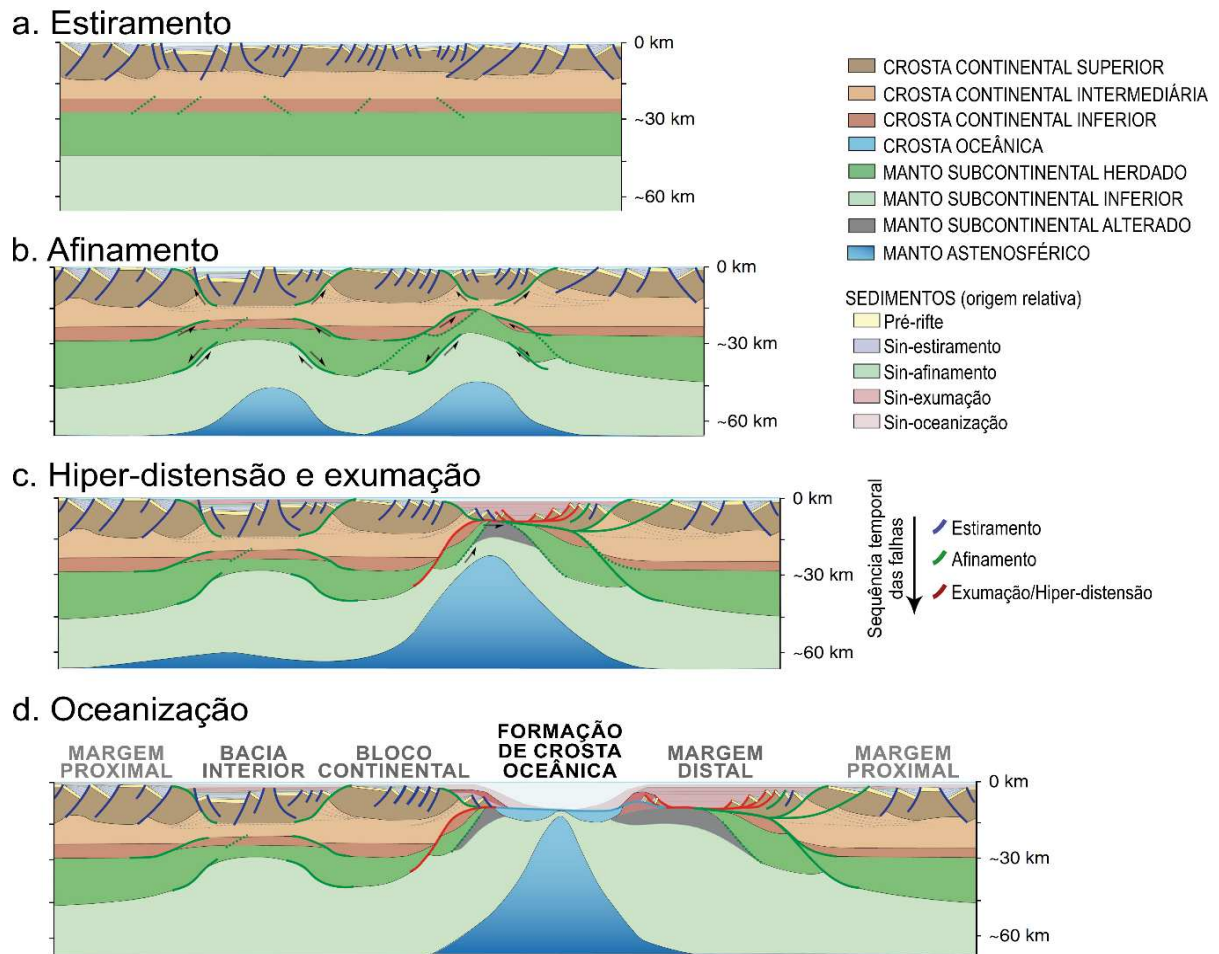 a. Estiramento
0 km
~30 km
~60 km
CROSTA CONTINENTAL SUPERIOR
CROSTA CONTINENTAL INTERMEDIÁRIA
CROSTA CONTINENTAL INFERIOR
CROSTA OCEÂNICA
MANTO SUBCONTINENTAL HERDADO
MANTO SUBCONTINENTAL INFERIOR
MANTO SUBCONTINENTAL ALTERADO
MANTO ASTENOSFÉRICO
b. Afinamento
0 km
~30 km
~60 km
SEDIMENTOS (origem relativa)
Pré-rifte
Sin-estiramento
Sin-afinamento
Sin-exumação
Sin-oceanização
c. Hiper-distensão e exumação
0 km
~30 km
~60 km
Sequência temporal
das falhas
Estiramento
Afinamento
Exumação/Hiper-distensão
d. Oceanização
MARGEM
PROXIMAL
BACIA
INTERIOR
BLOCO
CONTINENTAL
FORMAÇÃO
DE CROSTA
OCEÂNICA
MARGEM
DISTAL
MARGEM
PROXIMAL
0 km
~30 km
~60 km